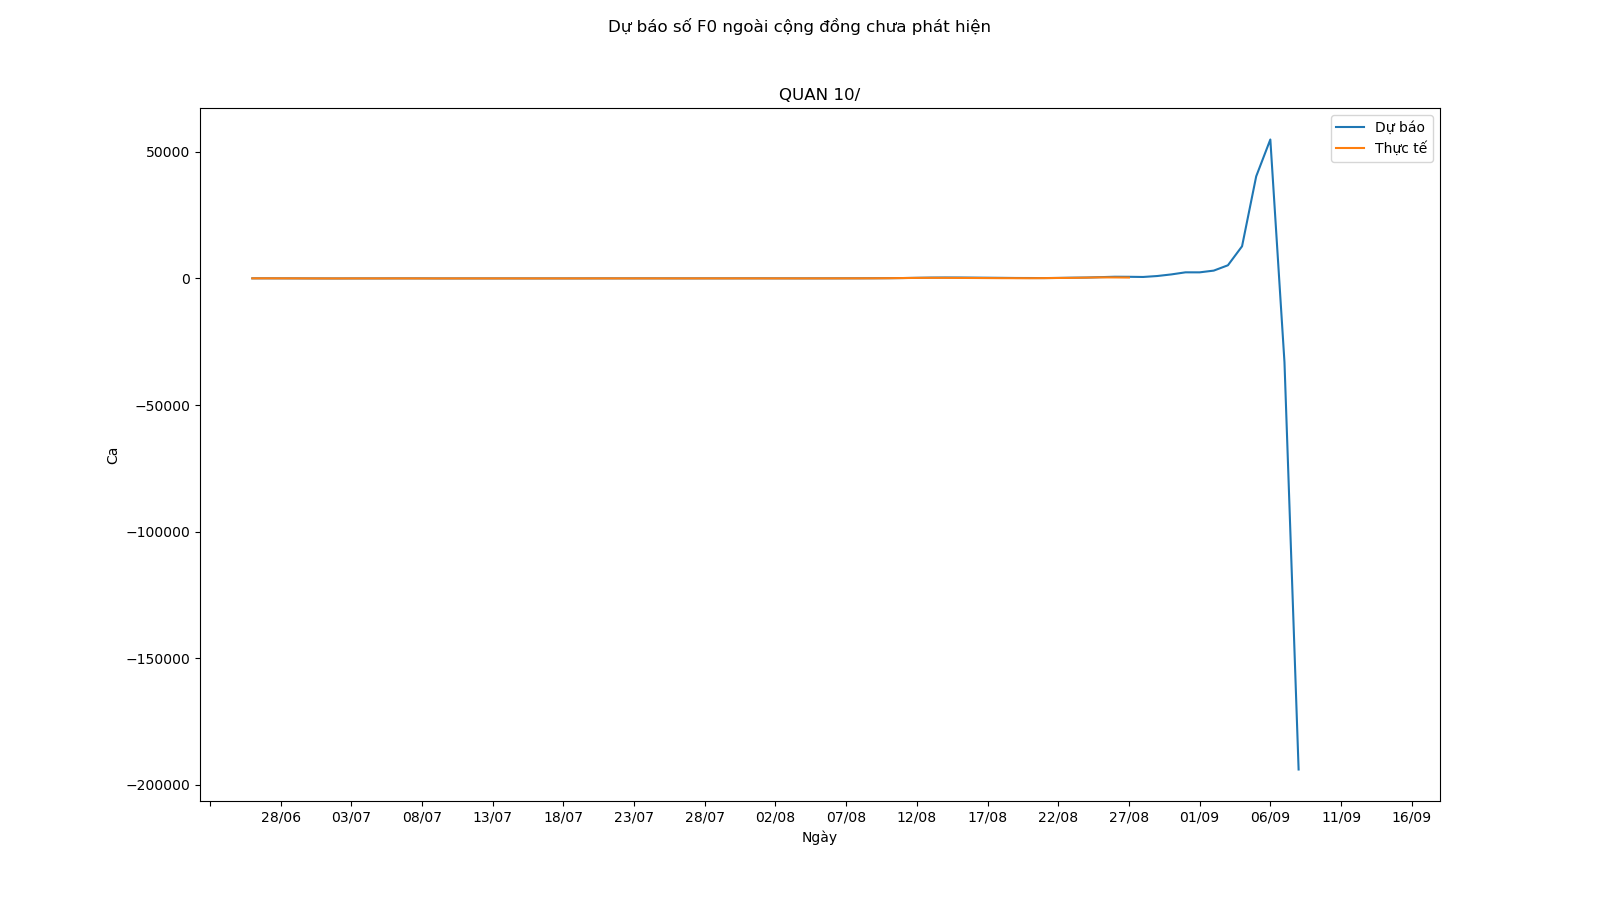 Dự báo số F0 ngoài cộng đồng chưa phát hiện
QUAN 10/
Dự báo
Thực tế
50000
0
−50000
−100000
−150000
−200000
Ca
28/06 03/07 08/07 13/07 18/07 23/07 28/07 02/08 07/08 12/08 17/08 22/08 27/08 01/09 06/09 11/09 16/09
Ngày